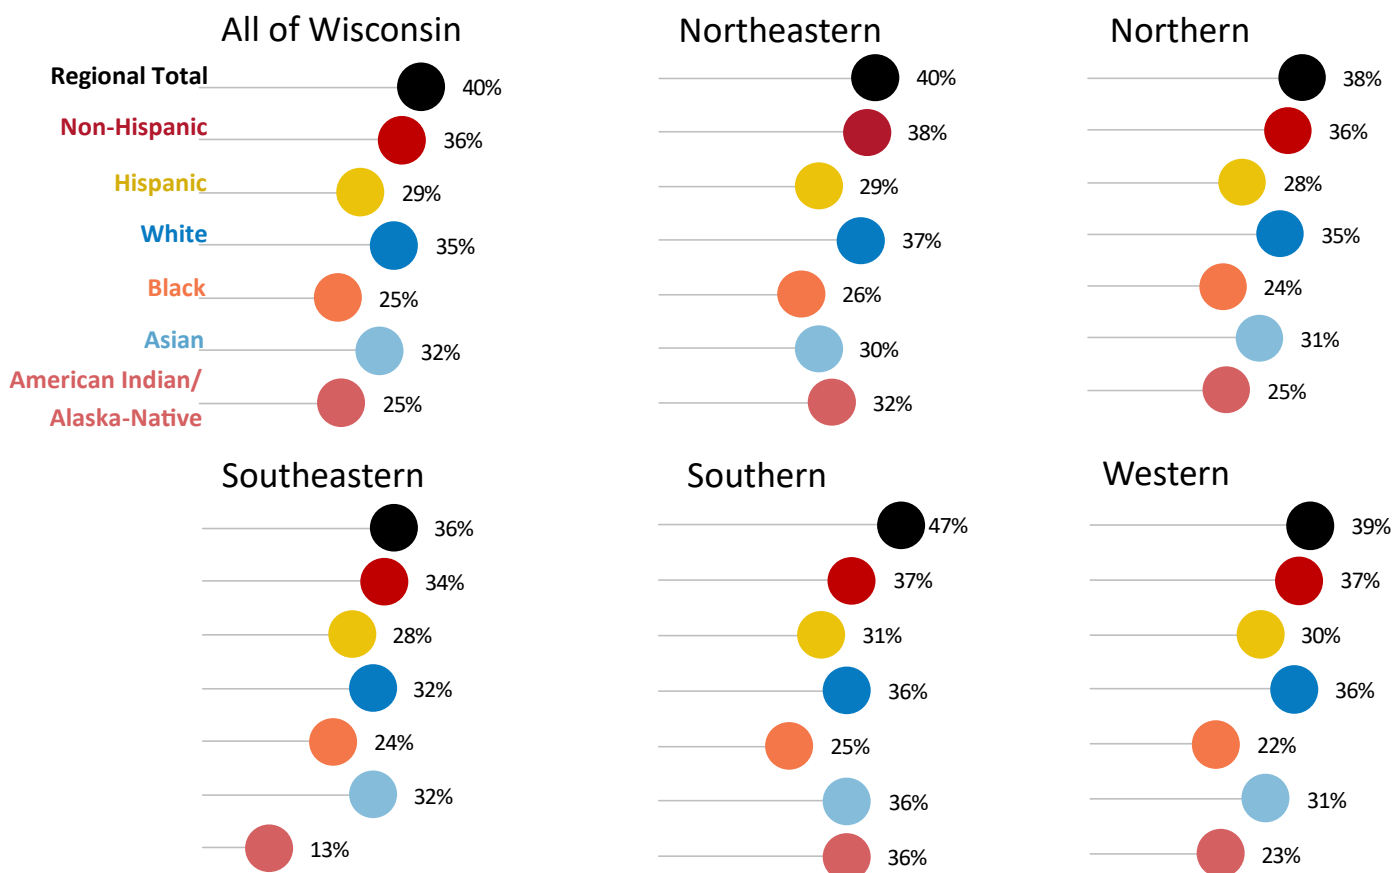 All of Wisconsin
Northeastern
Northern
Regional Total 40% 40% 38%
Non-Hispanic 36% 38% 36%
Hispanic 29% 29% 28%
White 35% 37% 35%
Black 25% 26% 24%
Asian 32% 30% 31%
American Indian/
Alaska-Native 25% 32% 25%
Southeastern
Southern
Western
36% 47% 39%
34% 37% 37%
28% 31% 30%
32% 36% 36%
24% 25% 22%
32% 36% 31%
13% 36% 23%